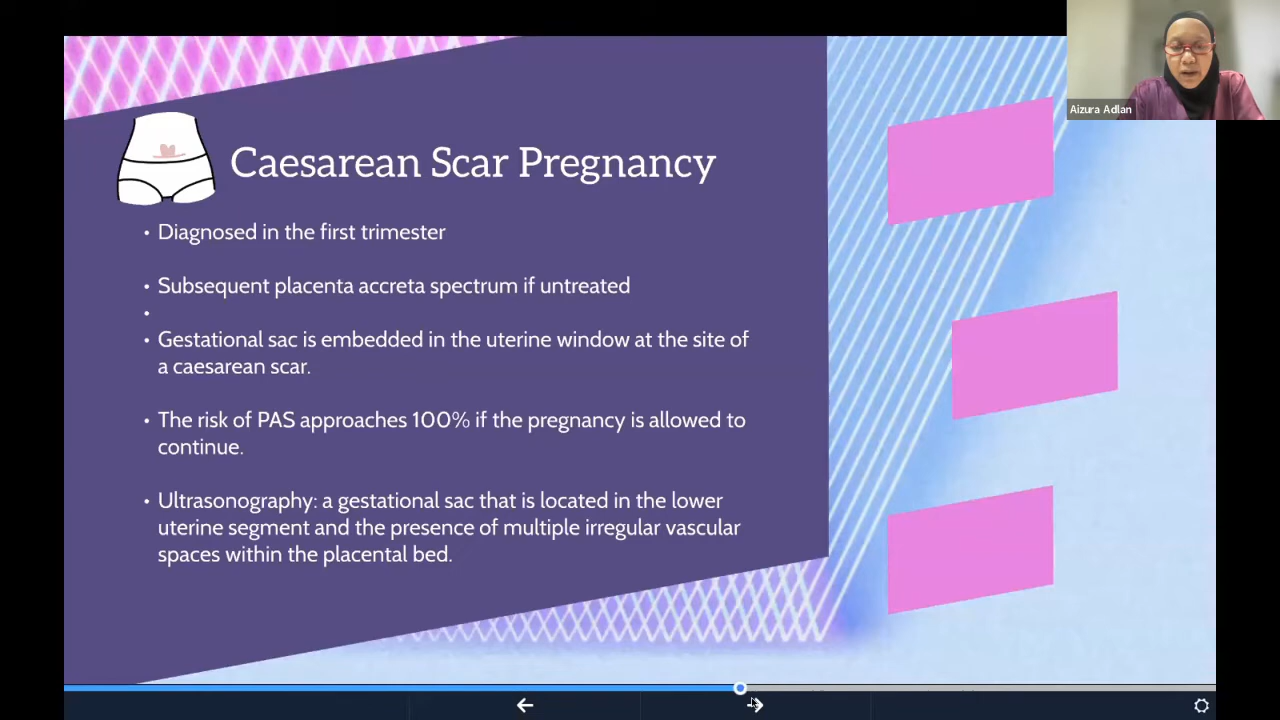 Aizura Adlan
Caesarean Scar Pregnancy
• Diagnosed in the first trimester
• Subsequent placenta accreta spectrum if untreated
•
• Gestational sac is embedded in the uterine window at the site of
a caesarean scar.
• The risk of PAS approaches 100% if the pregnancy is allowed to
continue.
• Ultrasonography: a gestational sac that is located in the lower
uterine segment and the presence of multiple irregular vascular
spaces within the placental bed.